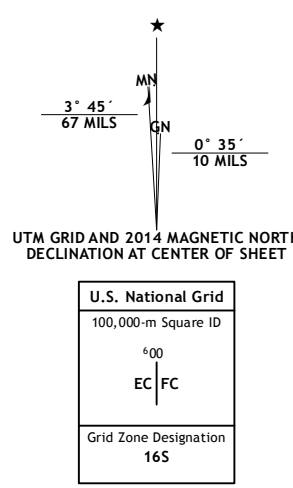 ★
MN
3° 45´
67 MILS
GN
0° 35´
10 MILS
UTM GRID AND 2014 MAGNETIC NORT
DECLINATION AT CENTER OF SHEET
U.S. National Grid
100,000-m Square ID
⁶00
EC FC
Grid Zone Designation
16S